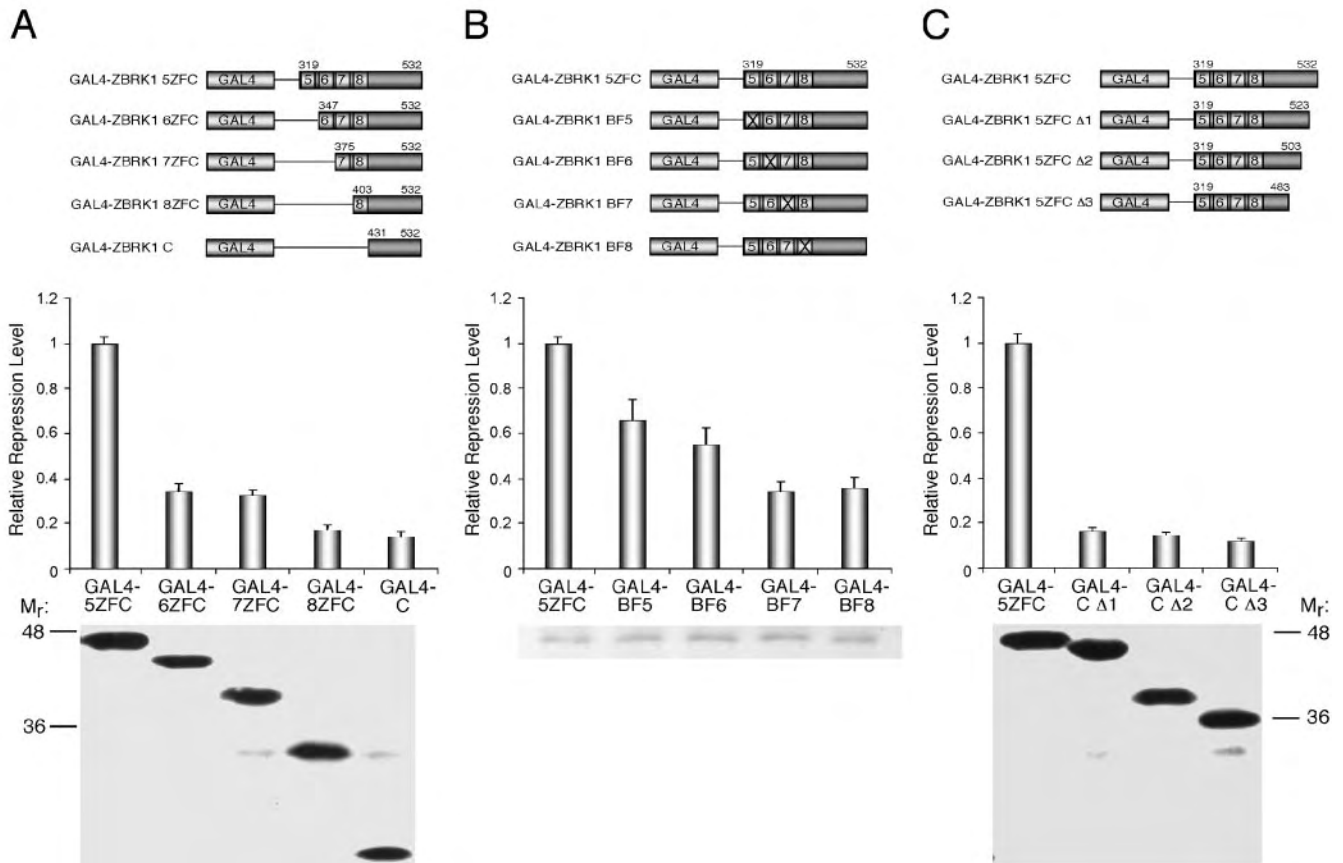 A
319 532
GAL4-ZBRK1 5ZFC GAL4 5 6 7 8
347
GAL4-ZBRK1 6ZFC GAL4 6 7 8 532
375
GAL4-ZBRK1 7ZFC GAL4 7 8 532
403
GAL4-ZBRK1 8ZFC GAL4 8 532
431 532
GAL4-ZBRK1 C GAL4
Relative Repression Level
1.2
1
0.8
0.6
0.4
0.2
0
GAL4-5ZFC
GAL4-6ZFC
GAL4-7ZFC
GAL4-8ZFC
GAL4-C
Mr:
48
36
B
319 532
GAL4-ZBRK1 5ZFC GAL4 5 6 7 8
GAL4-ZBRK1 BF5 GAL4 X 6 7 8
GAL4-ZBRK1 BF6 GAL4 5 X 7 8
GAL4-ZBRK1 BF7 GAL4 5 6 X 8
GAL4-ZBRK1 BF8 GAL4 5 6 7 X
Relative Repression Level
1.2
1
0.8
0.6
0.4
0.2
0
GAL4-5ZFC
GAL4-BF5
GAL4-BF6
GAL4-BF7
GAL4-BF8
C
319 532
GAL4-ZBRK1 5ZFC GAL4 5 6 7 8
319 523
GAL4-ZBRK1 5ZFC Δ1 GAL4 5 6 7 8
319 503
GAL4-ZBRK1 5ZFC Δ2 GAL4 5 6 7 8
319 483
GAL4-ZBRK1 5ZFC Δ3 GAL4 5 6 7 8
Relative Repression Level
1.2
1
0.8
0.6
0.4
0.2
0
GAL4-5ZFC
GAL4-C Δ1
GAL4-C Δ2
GAL4-C Δ3
Mr:
48
36